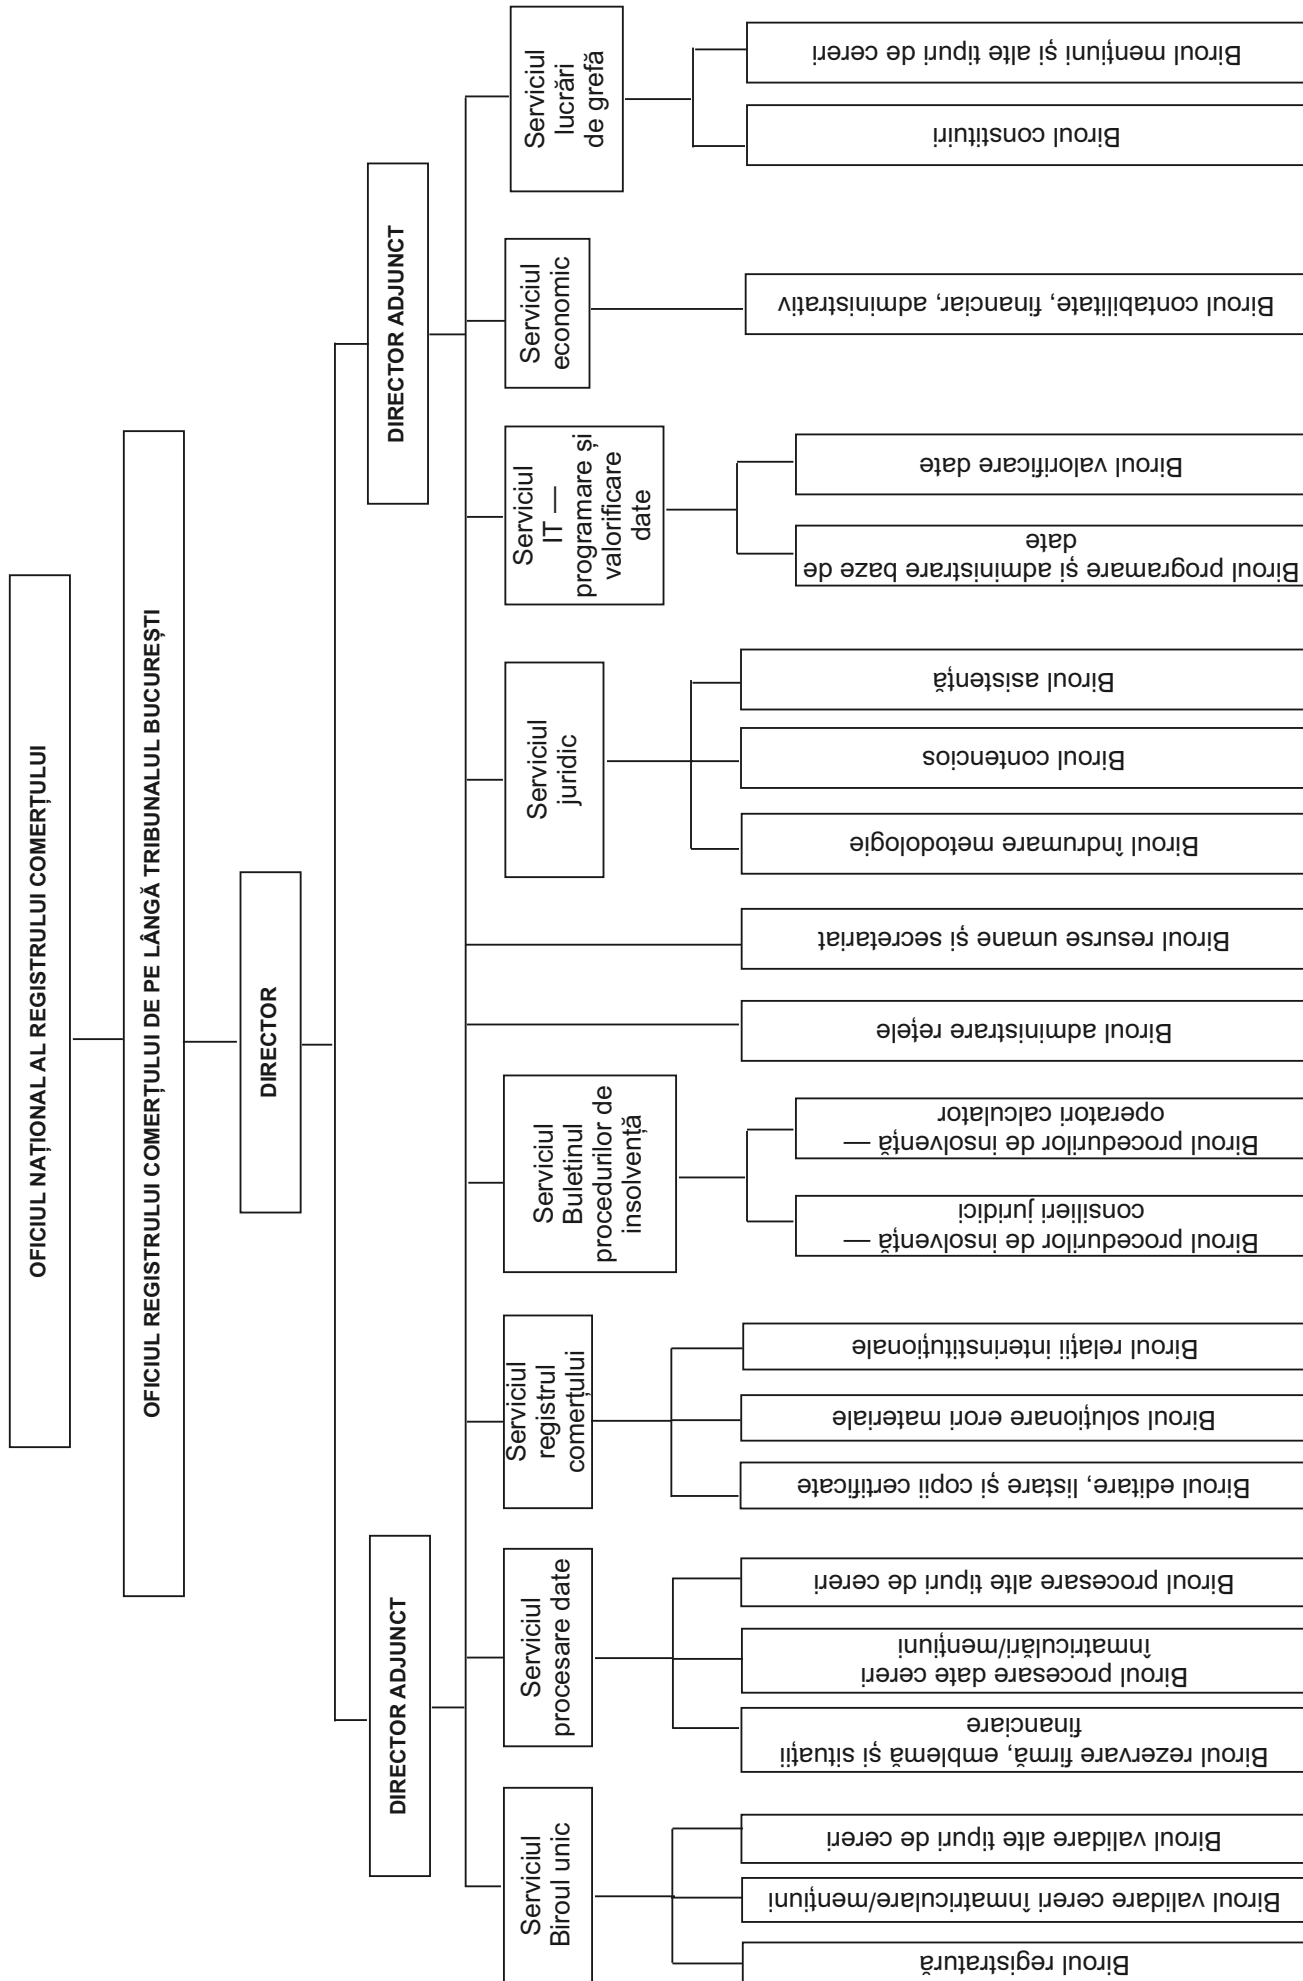 OFICIUL NAȚIONAL AL REGISTRULUI COMERȚULUI
OFICIUL REGISTRULUI COMERȚULUI DE PE LÂNGĂ TRIBUNALUL BUCUREȘTI
DIRECTOR
DIRECTOR ADJUNCT
DIRECTOR ADJUNCT
Serviciul
Biroul unic
Serviciul
procesare date
Serviciul
registrul
comerțului
Serviciul
Buletinul
procedurilor de
insolvență
Serviciul
juridic
Serviciul
IT —
programare și
valorificare
date
Serviciul
economic
Serviciul
lucrări
de grefă
Biroul registratură
Biroul validare cereri înmatriculare/mențiuni
Biroul validare alte tipuri de cereri
Biroul rezervare firmă, emblemă și situații
financiare
Biroul procesare date cereri
înmatriculări/mențiuni
Biroul procesare alte tipuri de cereri
Biroul editare, listare și copii certificate
Biroul soluționare erori materiale
Biroul relații interinstituționale
Biroul procedurilor de insolvență —
consilieri juridici
Biroul procedurilor de insolvență —
operatori calculator
Biroul administrare rețele
Biroul resurse umane și secretariat
Biroul îndrumare metodologie
Biroul contencios
Biroul asistență
Biroul programare și administrare baze de
date
Biroul valorificare date
Biroul contabilitate, financiar, administrativ
Biroul constituiri
Biroul mențiuni și alte tipuri de cereri